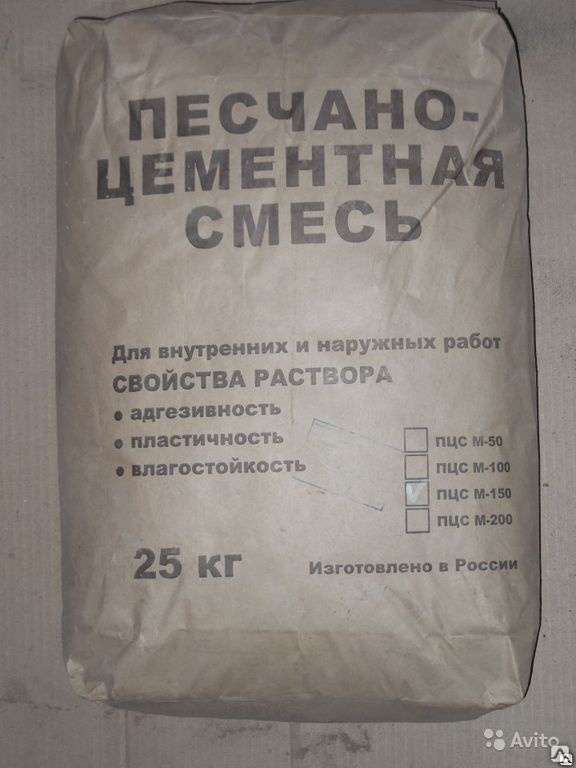 ПЕСЧАНО-
ЦЕМЕНТНАЯ
СМЕСЬ
Для внутренних и наружных работ
СВОЙСТВА РАСТВОРА
• адгезивность
• пластичность
• влагостойкость
ПЦС М-50
ПЦС М-100
ПЦС М-150
ПЦС М-200
25 кг
Изготовлено в России
Avito